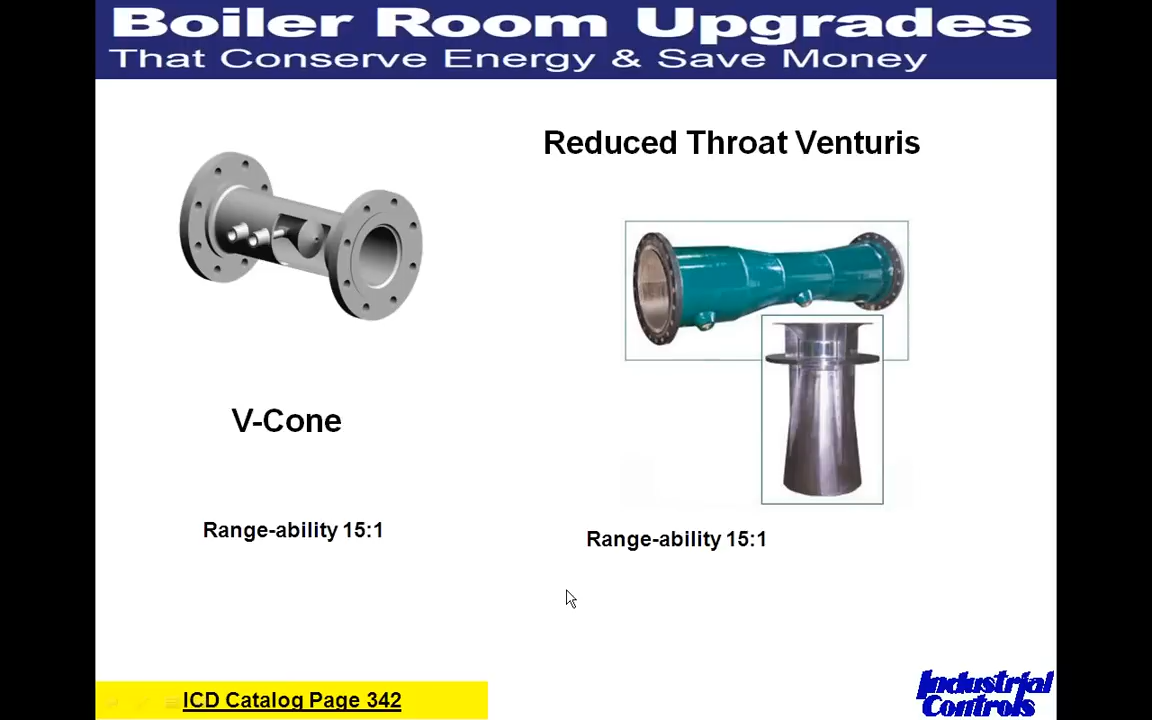 Boiler Room Upgrades
That Conserve Energy & Save Money
Reduced Throat Venturis
V-Cone
Range-ability 15:1
Range-ability 15:1
ICD Catalog Page 342
Industrial
Controls